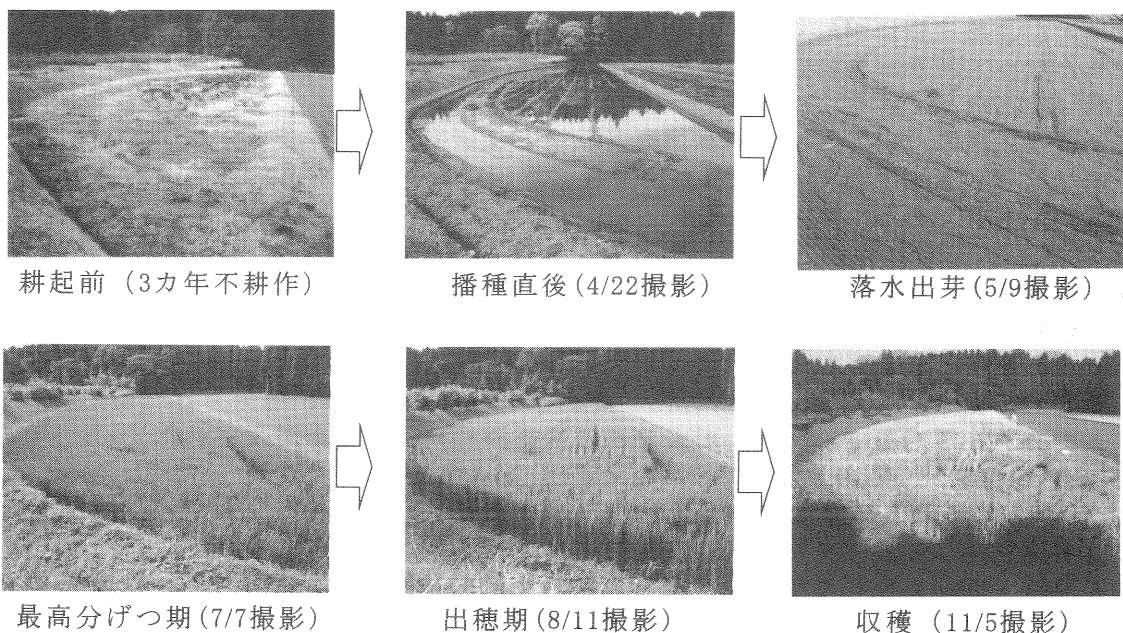 耕起前（3カ年不耕作）
播種直後（4/22撮影）
落水出芽（5/9撮影）
最高分げつ期（7/7撮影）
出穂期（8/11撮影）
収穫（11/5撮影）